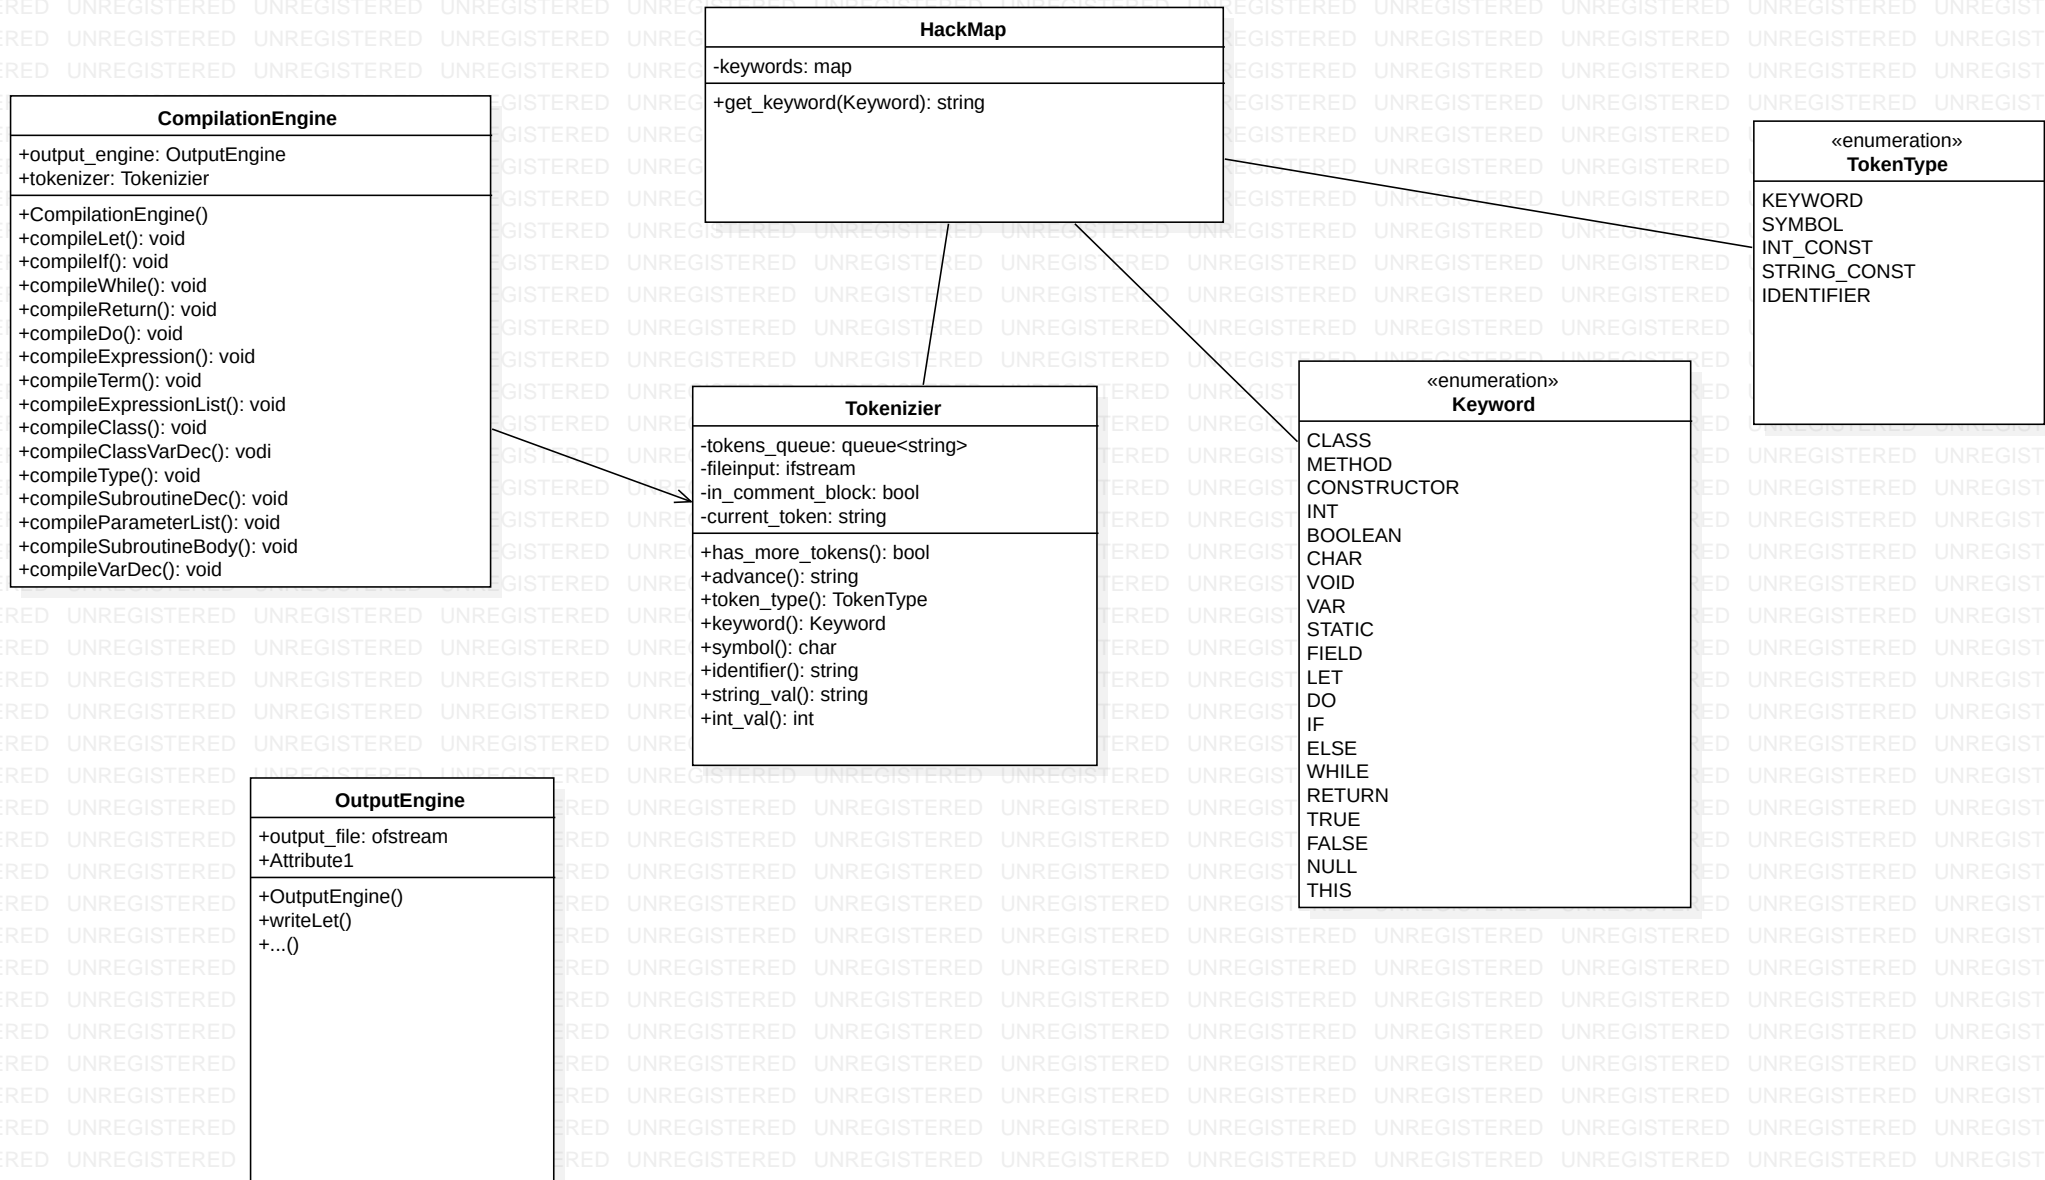 HackMap
-keywords: map
+get_keyword(Keyword): string
CompilationEngine
+output_engine: OutputEngine
+tokenizer: Tokenizier
+CompilationEngine()
+compileLet(): void
+compileIf(): void
+compileWhile(): void
+compileReturn(): void
+compileDo(): void
+compileExpression(): void
+compileTerm(): void
+compileExpressionList(): void
+compileClass(): void
+compileClassVarDec(): vodi
+compileType(): void
+compileSubroutineDec(): void
+compileParameterList(): void
+compileSubroutineBody(): void
+compileVarDec(): void
«enumeration»
TokenType
KEYWORD
SYMBOL
INT_CONST
STRING_CONST
IDENTIFIER
Tokenizier
-tokens_queue: queue<string>
-fileinput: ifstream
-in_comment_block: bool
-current_token: string
+has_more_tokens(): bool
+advance(): string
+token_type(): TokenType
+keyword(): Keyword
+symbol(): char
+identifier(): string
+string_val(): string
+int_val(): int
«enumeration»
Keyword
CLASS
METHOD
CONSTRUCTOR
INT
BOOLEAN
CHAR
VOID
VAR
STATIC
FIELD
LET
DO
IF
ELSE
WHILE
RETURN
TRUE
FALSE
NULL
THIS
OutputEngine
+output_file: ofstream
+Attribute1
+OutputEngine()
+writeLet()
+...()
UNREGISTERED